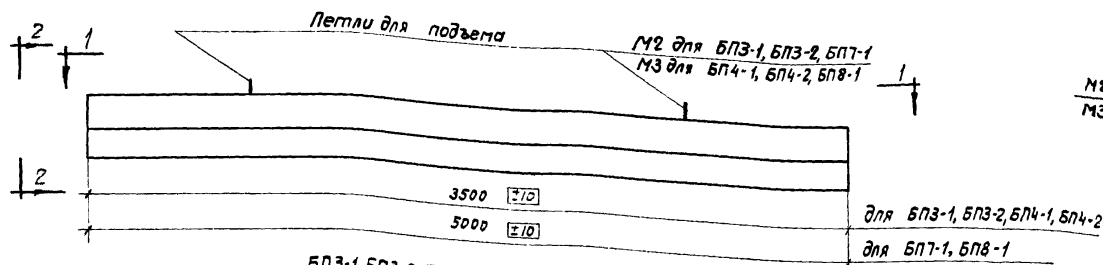 Петли для подъема
2
1
М2 для БП3-1, БП3-2, БП7-1
М3 для БП4-1, БП4-2, БП8-1
1
М2
М3
2
3500 ±10
для БП3-1, БП3-2, БП4-1, БП4-2
5000 ±10
для БП7-1, БП8-1